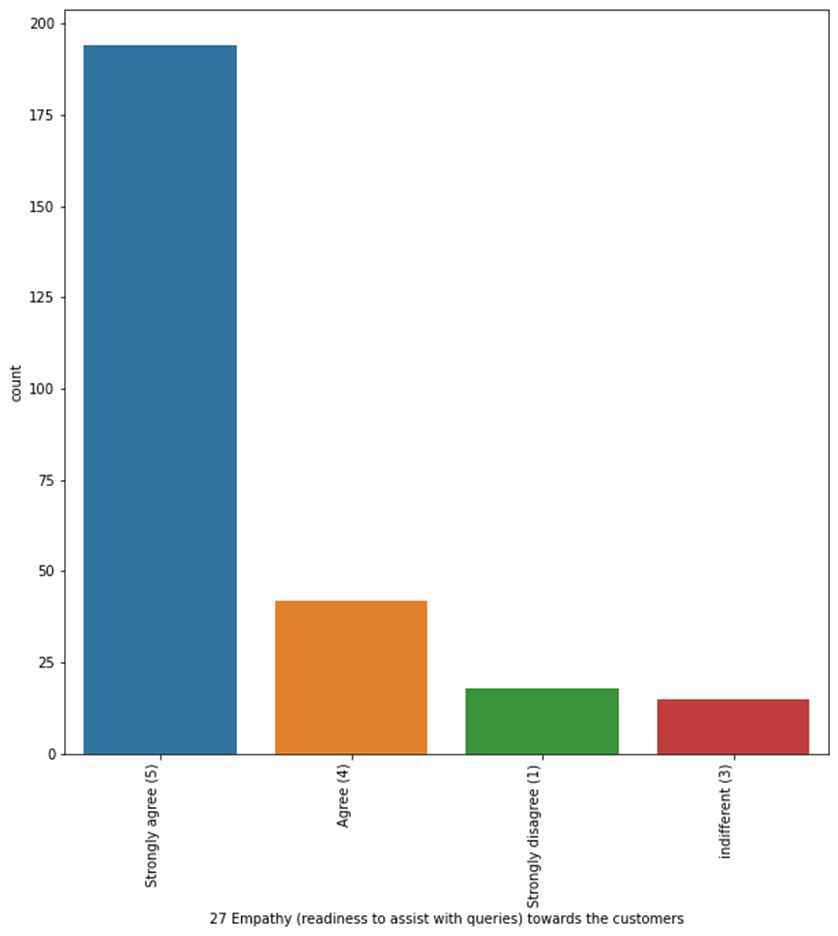 200
175
150
125
100
75
50
25
0
count
Strongly agree (5)
Agree (4)
Strongly disagree (1)
indifferent (3)
27 Empathy (readiness to assist with queries) towards the customers